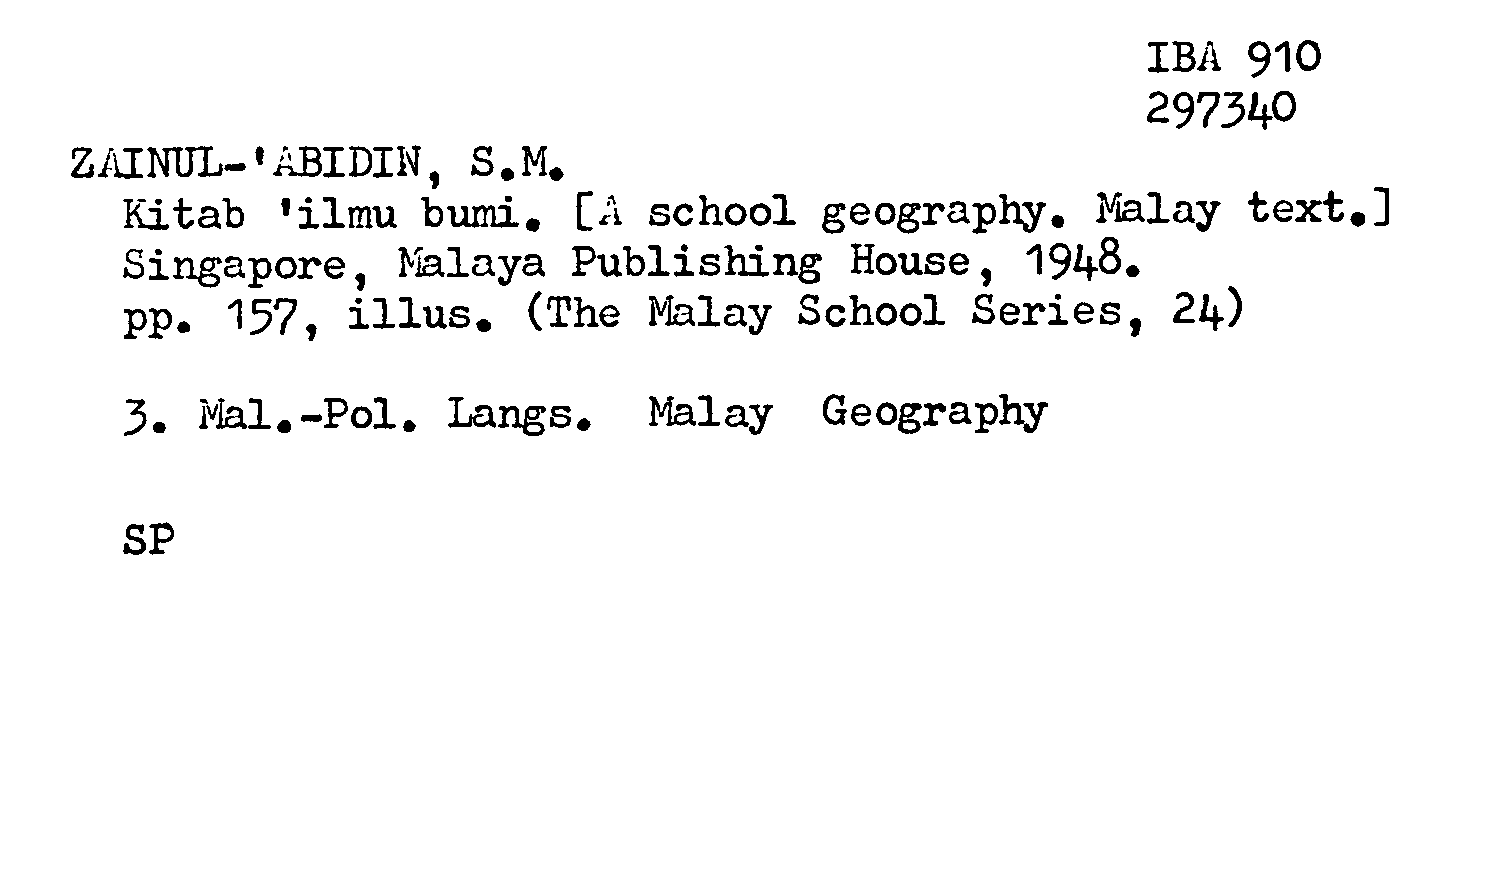 IBA 910
297340
ZAINUL-'ABIDIN, S.M.
Kitab 'ilmu bumi. [A school geography. Malay text.]
Singapore, Malaya Publishing House, 1948.
pp. 157, illus. (The Malay School Series, 24)
3. Mal.-Pol. Langs. Malay Geography
SP